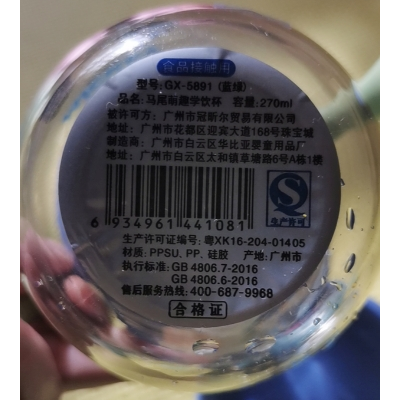 食品接触用
型号: GX-5891 (蓝绿)
品名: 马尾萌趣学饮杯 容量: 270ml
被许可方: 广州市冠昕尔贸易有限公司
地址: 广州市花都区迎宾大道168号珠宝城
制造商: 广州市白云区华比亚婴童用品厂
地址: 广州市白云区太和镇草塘路6号A栋1楼
6 934961 441081
生产许可
生产许可证编号: 粤XK16-204-01405
材质: PPSU. PP. 硅胶 产地: 广州市
执行标准: GB 4806.7-2016
GB 4806.6-2016
售后服务热线: 400-687-9968
合格证